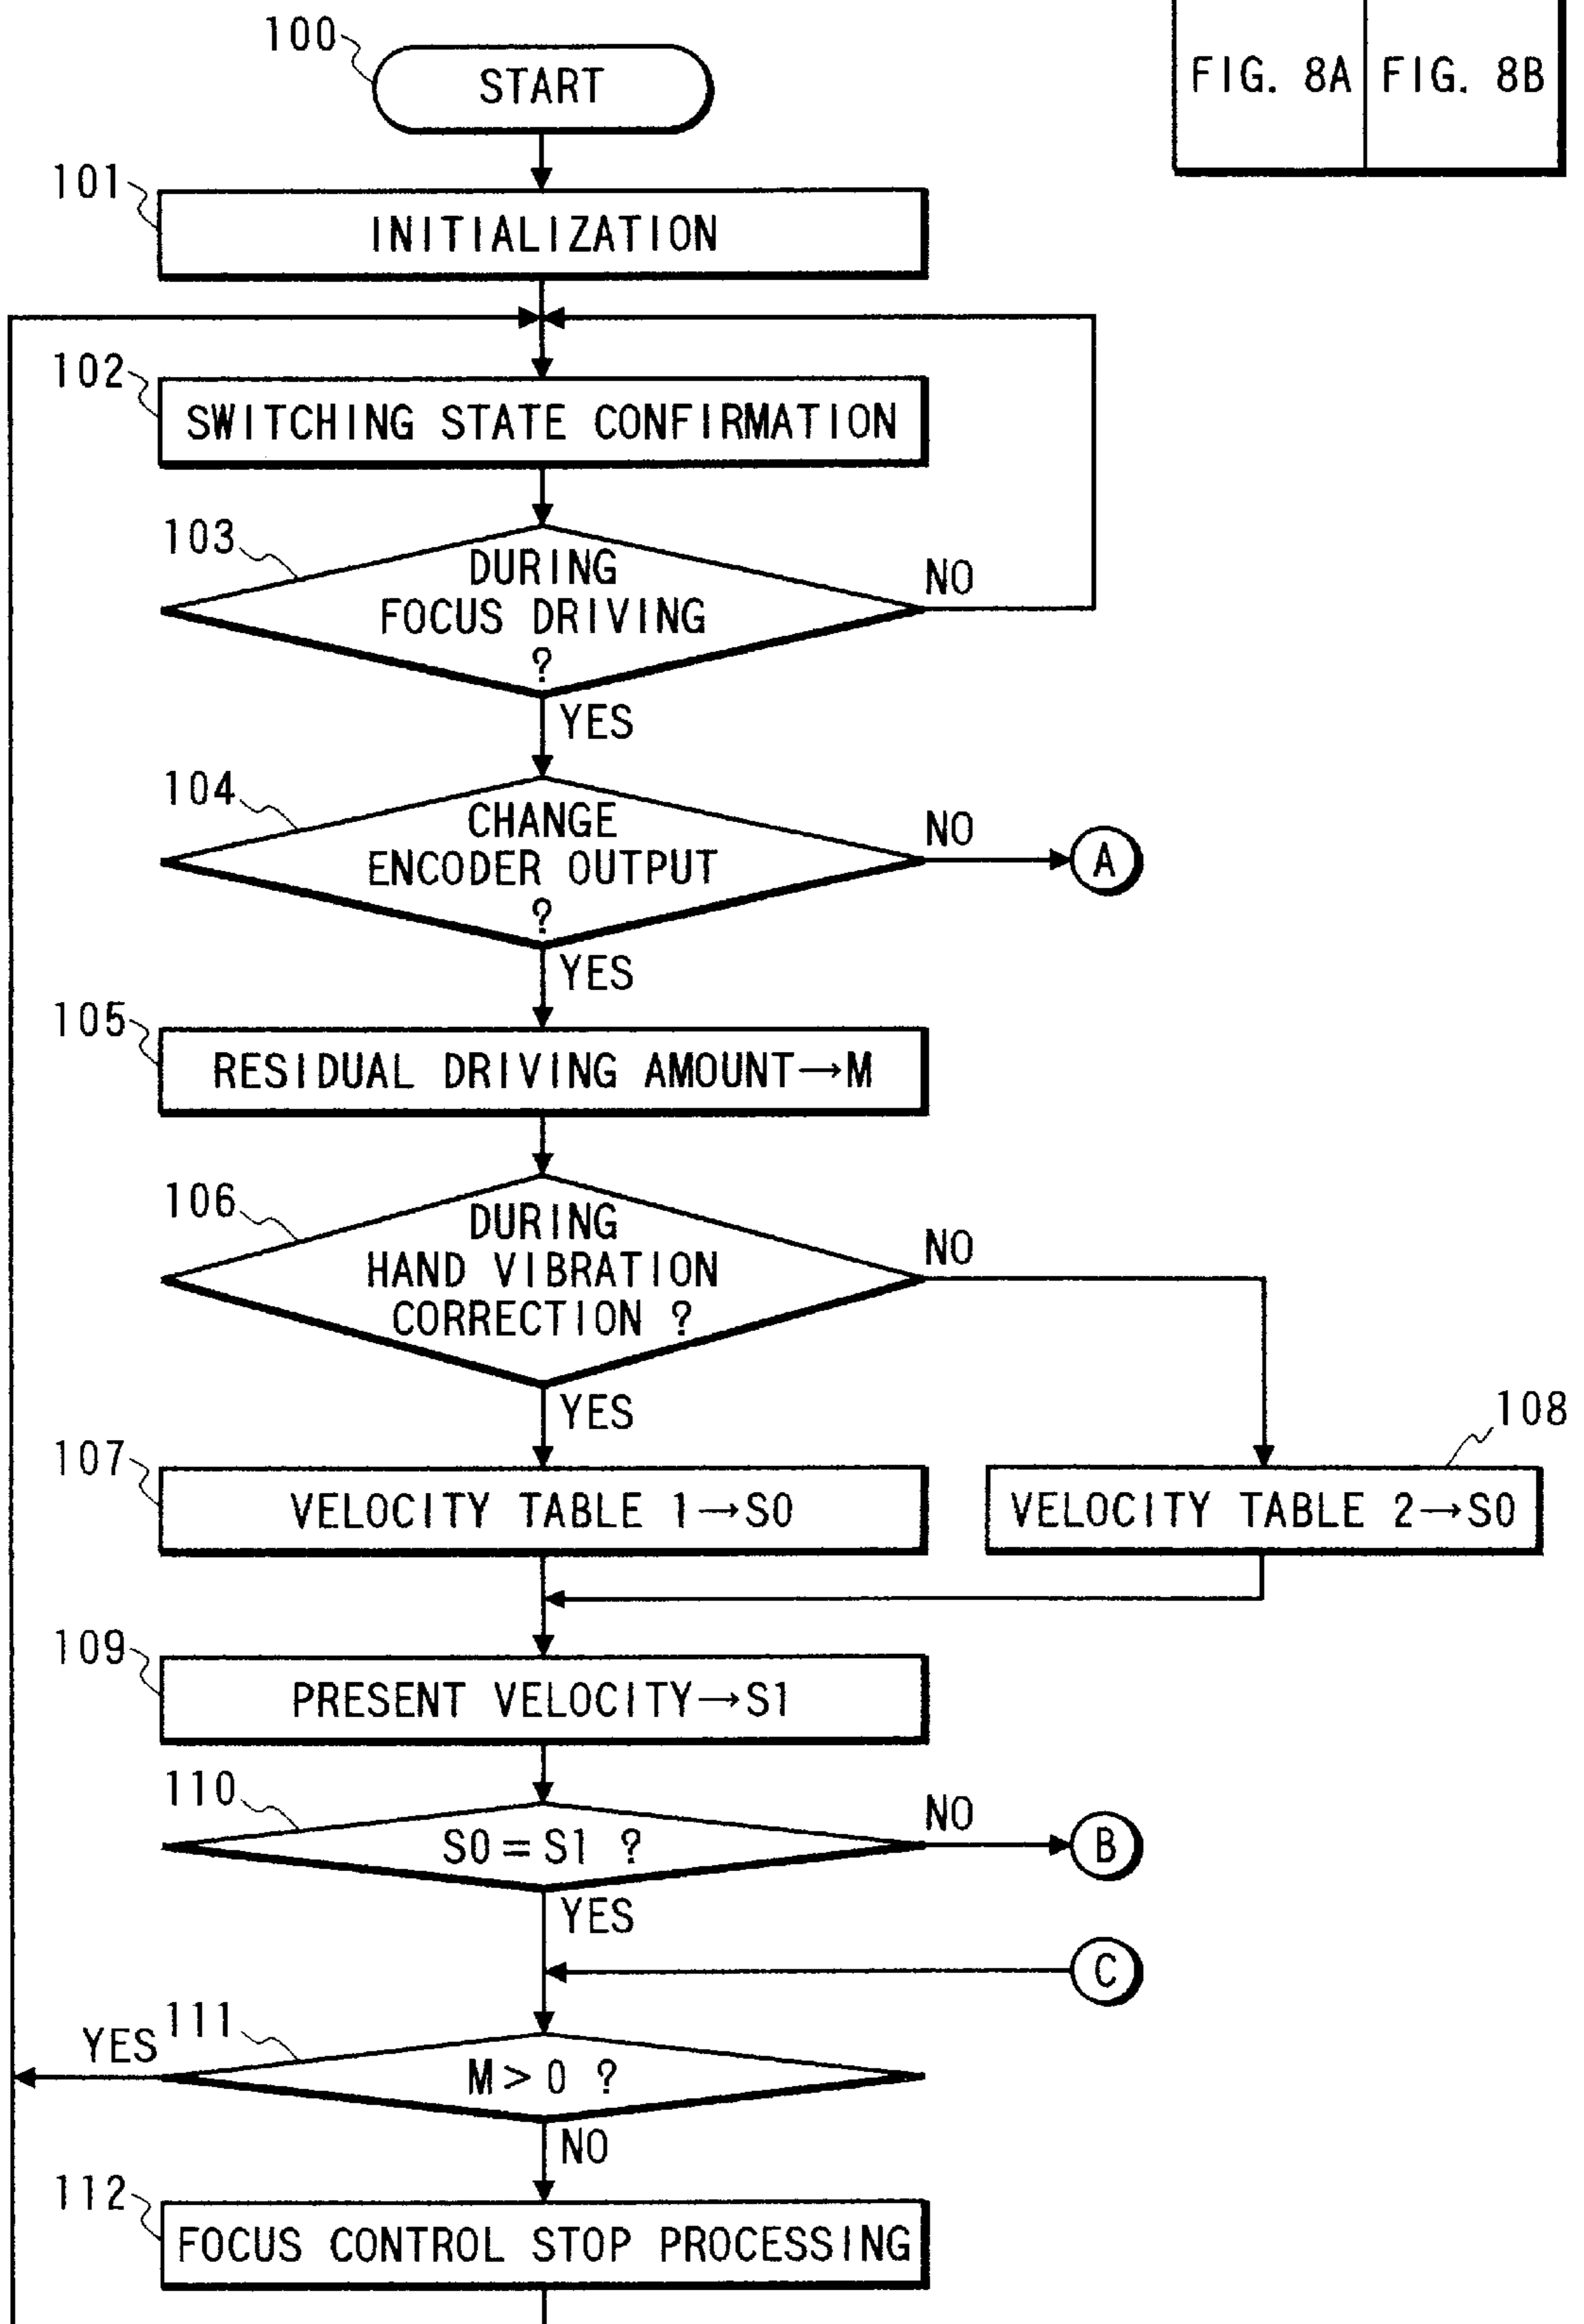 FIG. 8A FIG. 8B
100
START
101
INITIALIZATION
102
SWITCHING STATE CONFIRMATION
103
DURING
FOCUS DRIVING
?
NO
YES
104
CHANGE
ENCODER OUTPUT
?
NO
A
YES
105
RESIDUAL DRIVING AMOUNT→M
106
DURING
HAND VIBRATION
CORRECTION ?
NO
YES
107
VELOCITY TABLE 1→S0
108
VELOCITY TABLE 2→S0
109
PRESENT VELOCITY→S1
110
S0=S1 ?
NO
B
YES
C
111
M>0 ?
YES
NO
112
FOCUS CONTROL STOP PROCESSING